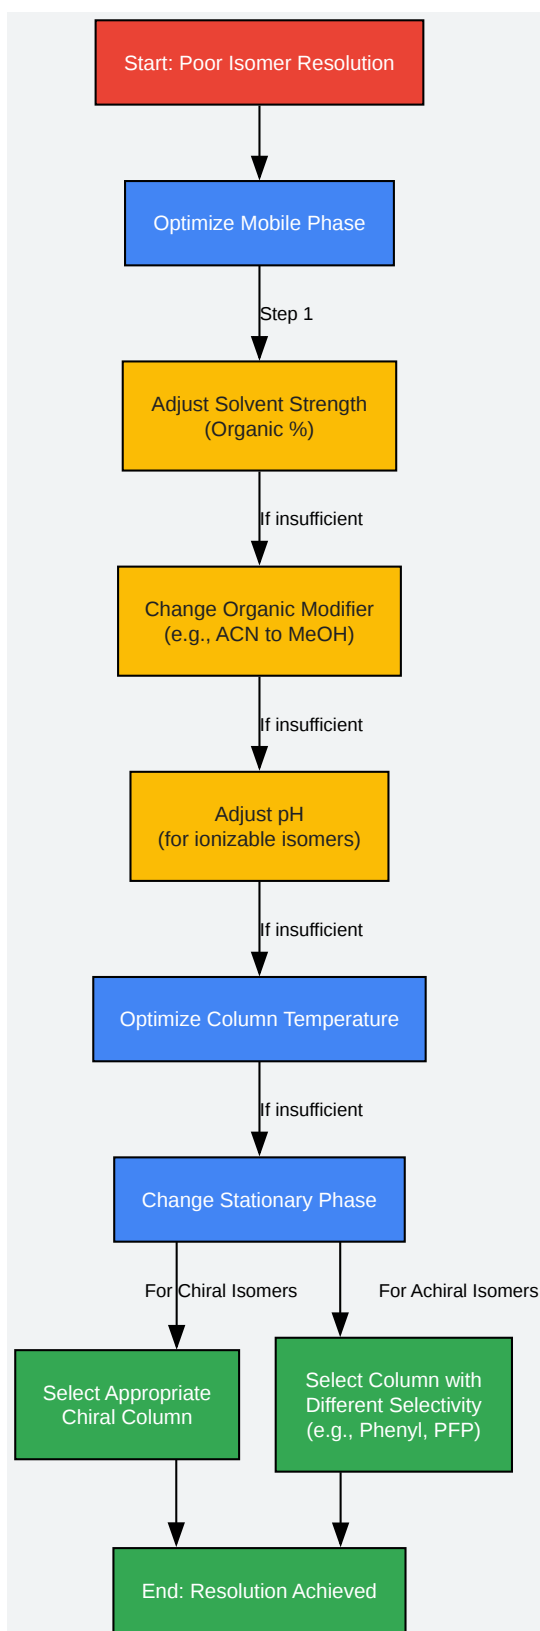 Start: Poor Isomer Resolution
Optimize Mobile Phase
Step 1
Adjust Solvent Strength
(Organic %)
If insufficient
Change Organic Modifier
(e.g., ACN to MeOH)
If insufficient
Adjust pH
(for ionizable isomers)
If insufficient
Optimize Column Temperature
If insufficient
Change Stationary Phase
For Chiral Isomers
For Achiral Isomers
Select Appropriate
Chiral Column
Select Column with
Different Selectivity
(e.g., Phenyl, PFP)
End: Resolution Achieved